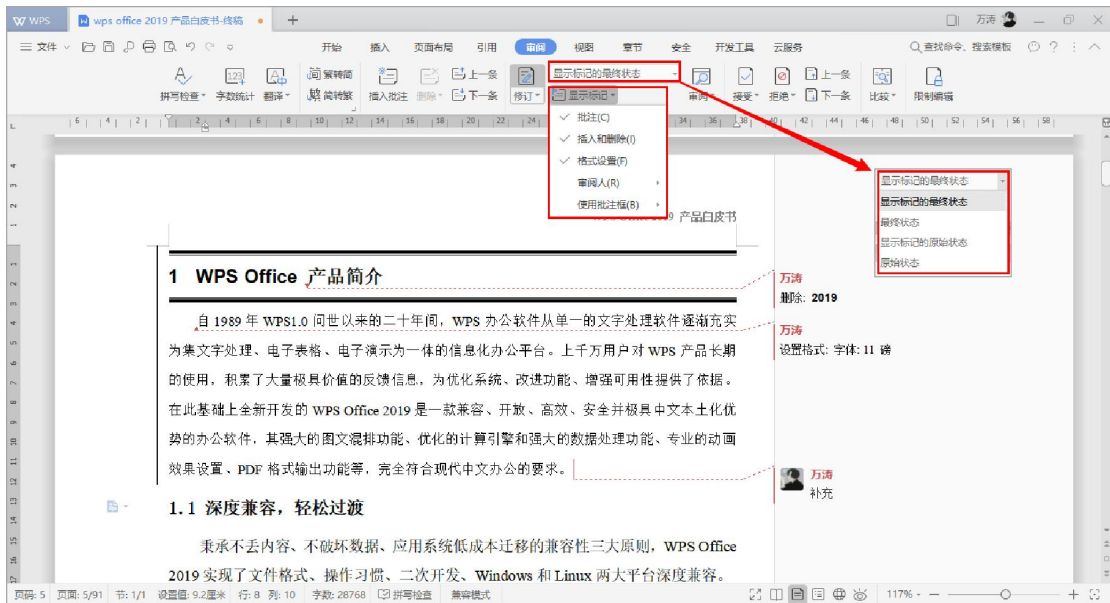 WPS
wps office 2019 产品白皮书-终稿
万涛
文件
开始 插入 页面布局 引用 审阅 视图 章节 安全 开发工具 云服务
查找命令、搜索模板
拼写检查 字数统计 翻译
简 繁转简
繁 简转繁
插入批注 删除
上一条
下一条
修订
显示标记的最终状态
显示标记
审阅 接受 拒绝
上一条
下一条
比较 限制编辑
批注(C)
插入和删除(I)
格式设置(F)
审阅人(R)
使用批注框(B)
显示标记的最终状态
显示标记的最终状态
最终状态
显示标记的原始状态
原始状态
产品白皮书
1 WPS Office 产品简介
自 1989 年 WPS1.0 问世以来的二十年间，WPS 办公软件从单一的文字处理软件逐渐充实
为集文字处理、电子表格、电子演示为一体的信息化办公平台。上千万用户对 WPS 产品长期
的使用，积累了大量极具价值的反馈信息，为优化系统、改进功能、增强可用性提供了依据。
在此基础上全新开发的 WPS Office 2019 是一款兼容、开放、高效、安全并极具中文本土化优
势的办公软件，其强大的图文混排功能、优化的计算引擎和强大的数据处理功能、专业的动画
效果设置、PDF 格式输出功能等，完全符合现代中文办公的要求。
万涛
删除: 2019
万涛
设置格式: 字体: 11 磅
万涛
补充
1.1 深度兼容，轻松过渡
秉承不丢内容、不破坏数据、应用系统低成本迁移的兼容性三大原则，WPS Office
2019 实现了文件格式、操作习惯、二次开发、Windows 和 Linux 两大平台深度兼容。
页码: 5 页面: 5/91 节: 1/1 设置值: 9.2厘米 行: 8 列: 10 字数: 28768 拼写检查 兼容模式
117%